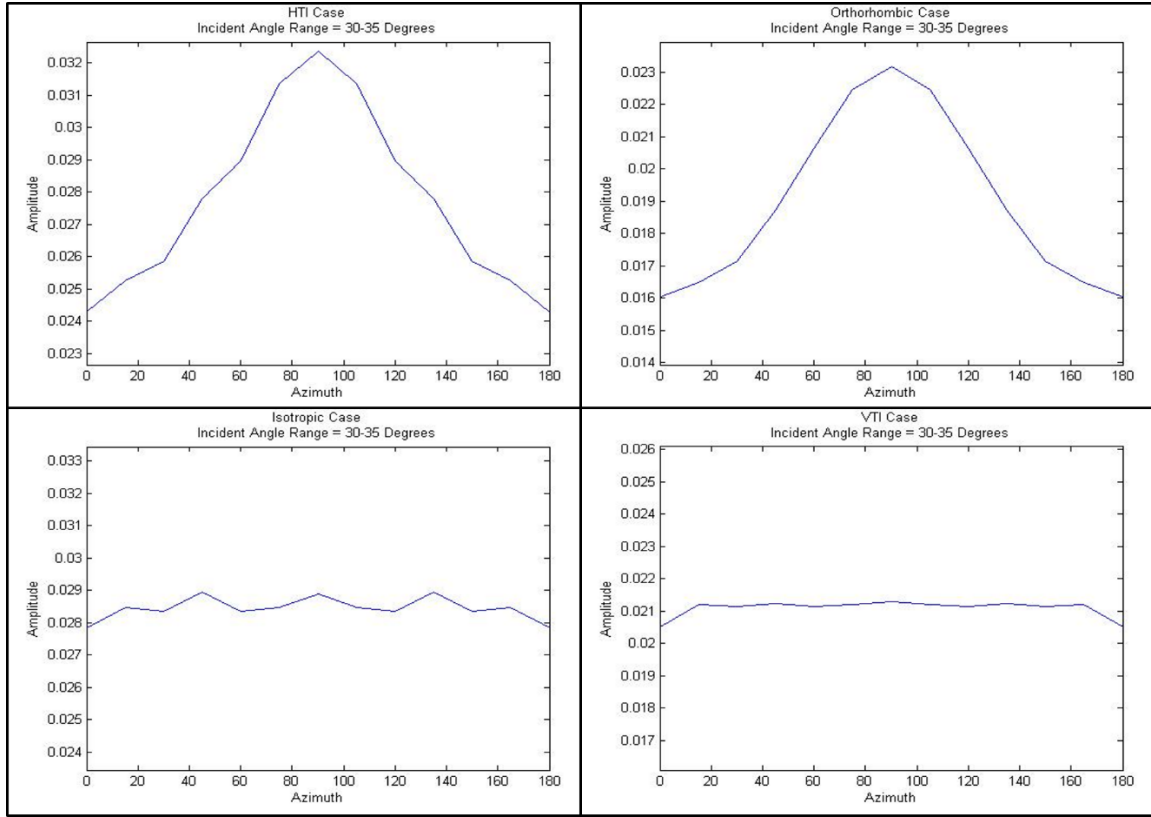 HTI Case
Incident Angle Range = 30-35 Degrees
0.032
0.031
0.03
0.029
0.028
0.027
0.026
0.025
0.024
0.023
Amplitude
0 20 40 60 80 100 120 140 160 180
Azimuth
Orthorhombic Case
Incident Angle Range = 30-35 Degrees
0.023
0.022
0.021
0.02
0.019
0.018
0.017
0.016
0.015
0.014
Amplitude
0 20 40 60 80 100 120 140 160 180
Azimuth
Isotropic Case
Incident Angle Range = 30-35 Degrees
0.033
0.032
0.031
0.03
0.029
0.028
0.027
0.026
0.025
0.024
Amplitude
0 20 40 60 80 100 120 140 160 180
Azimuth
VTI Case
Incident Angle Range = 30-35 Degrees
0.026
0.025
0.024
0.023
0.022
0.021
0.02
0.019
0.018
0.017
Amplitude
0 20 40 60 80 100 120 140 160 180
Azimuth